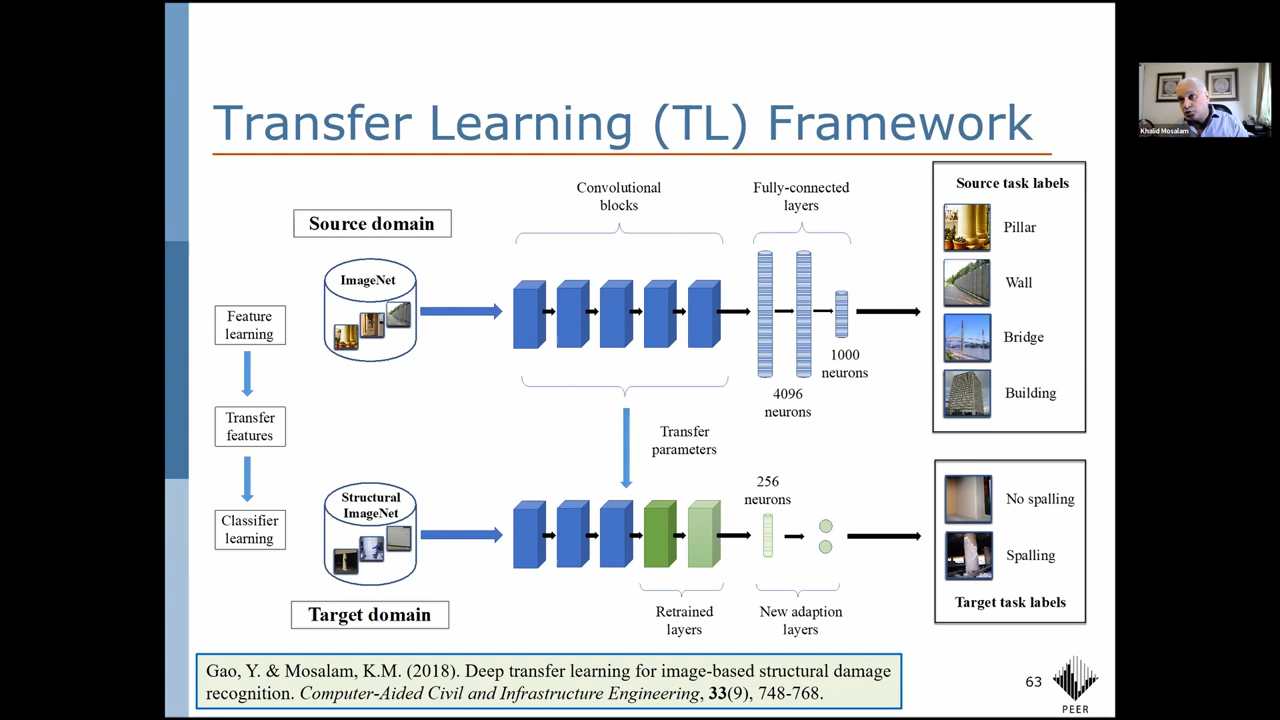 Transfer Learning (TL) Framework
Khalid Mosalam
Source domain
Convolutional
blocks
Fully-connected
layers
Source task labels
Pillar
Wall
Bridge
Building
ImageNet
Feature
learning
1000
neurons
4096
neurons
Transfer
features
Transfer
parameters
Classifier
learning
Structural
ImageNet
256
neurons
No spalling
Spalling
Target task labels
Target domain
Retrained
layers
New adaption
layers
Gao, Y. & Mosalam, K.M. (2018). Deep transfer learning for image-based structural damage
recognition. Computer-Aided Civil and Infrastructure Engineering, 33(9), 748-768.
63
PEER